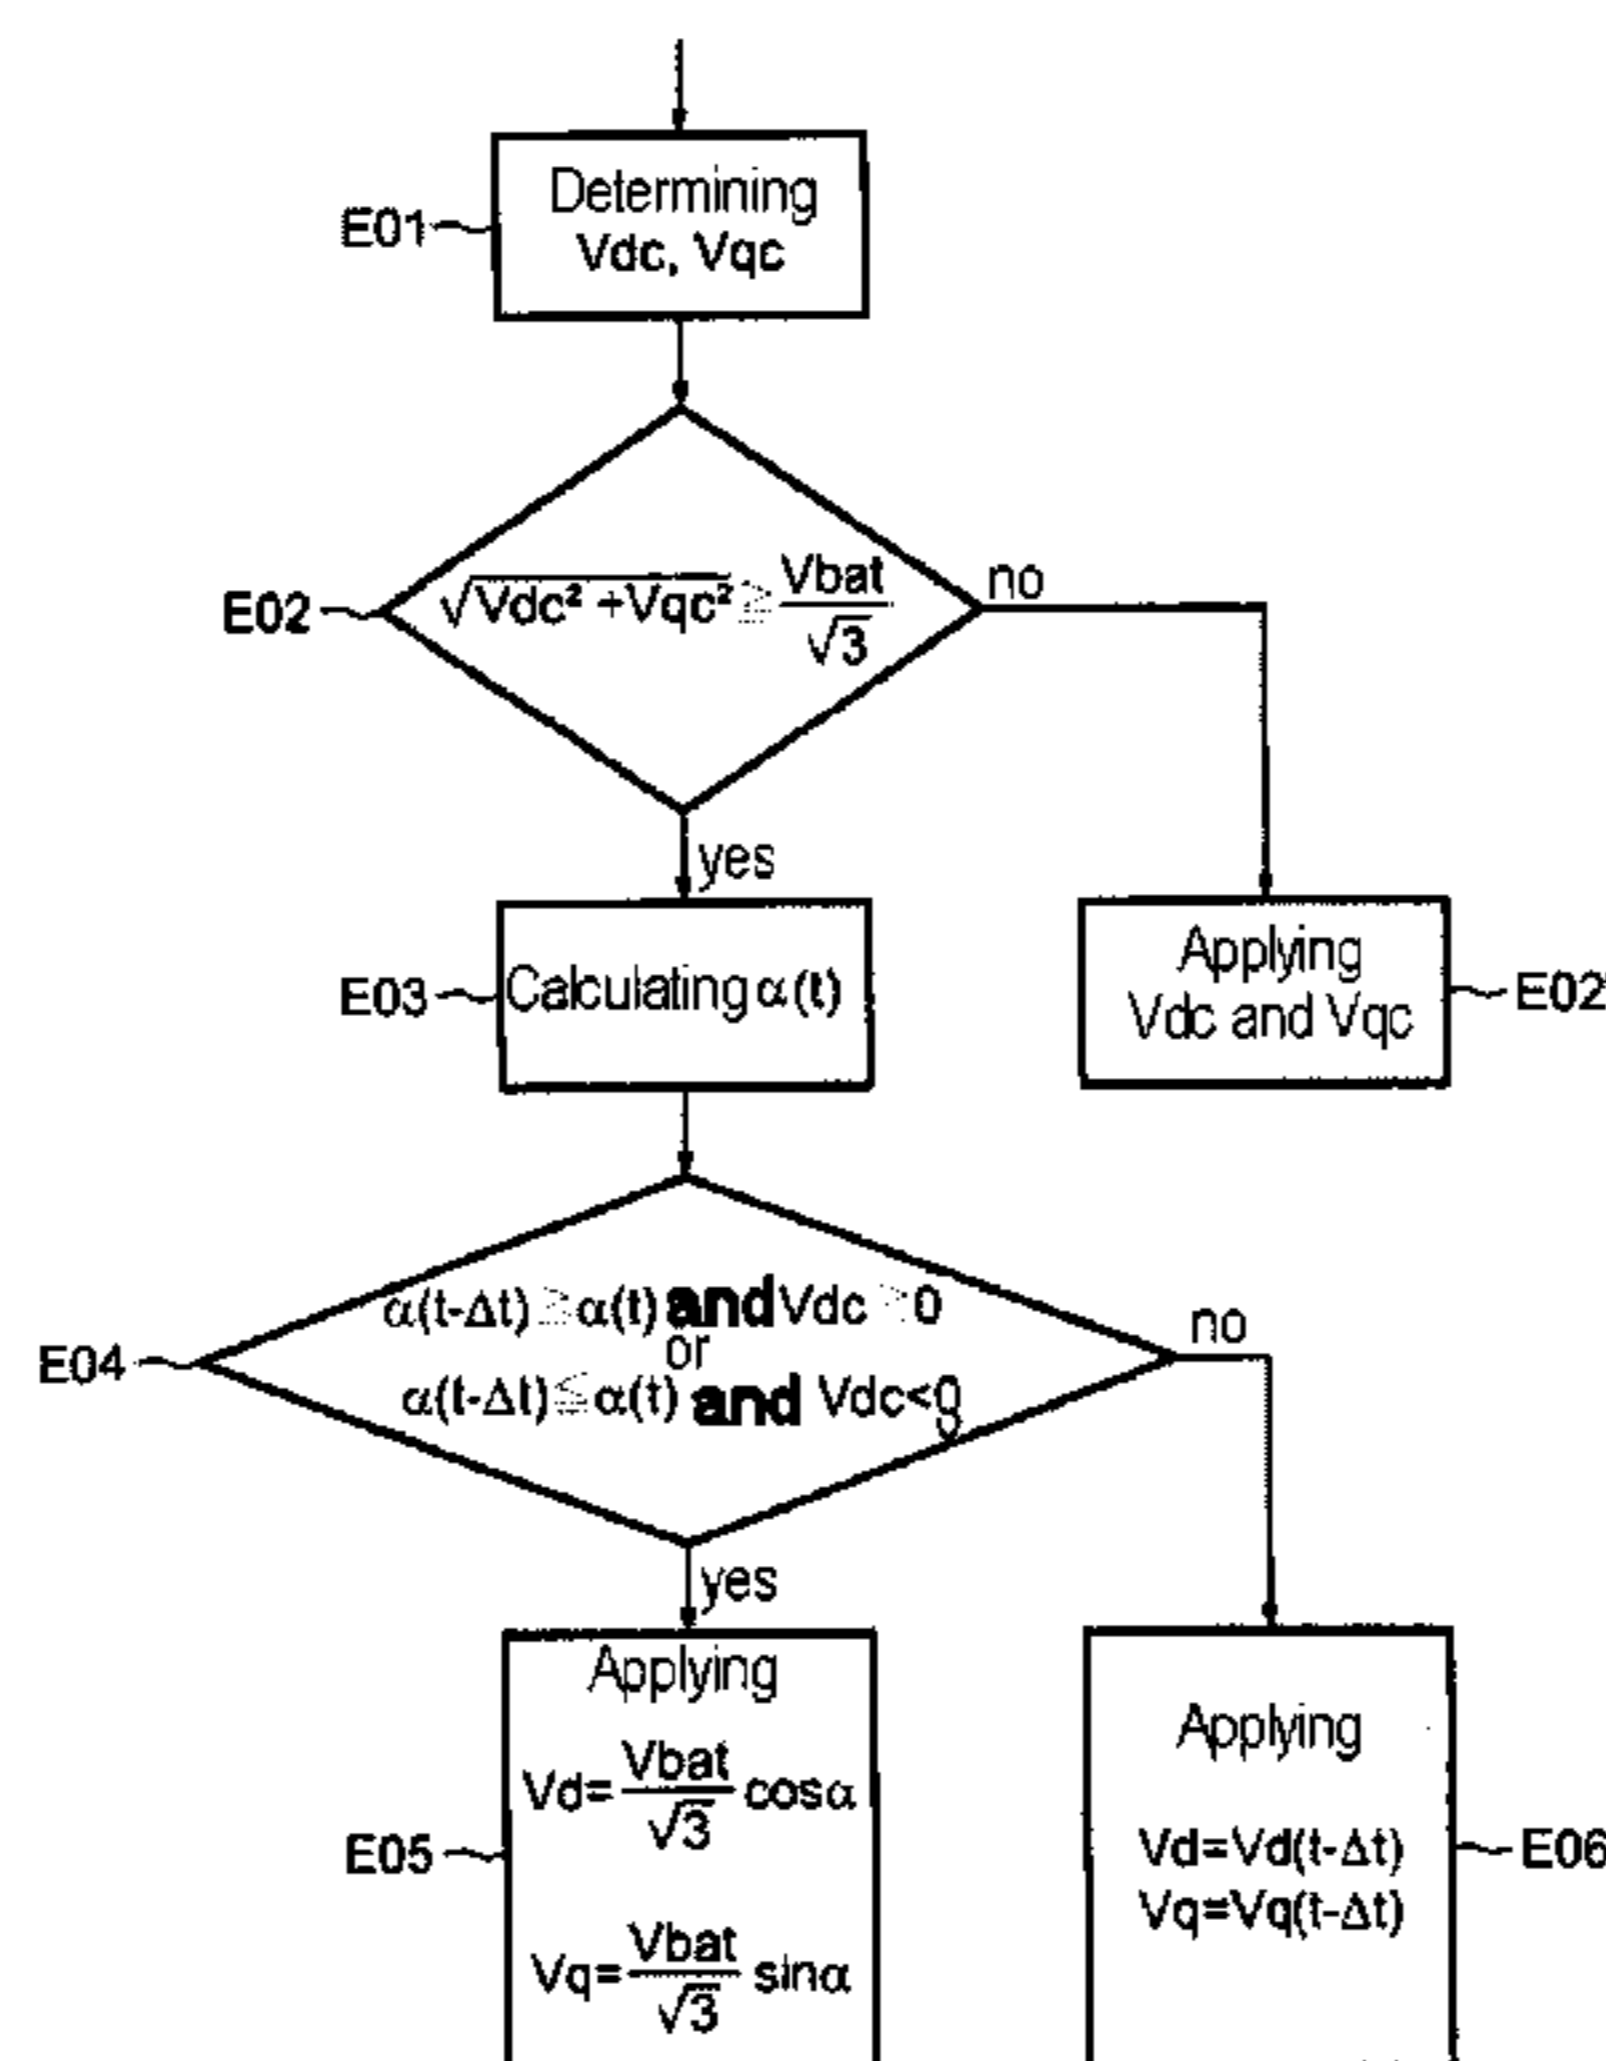 Determining
E01
Vdc, Vqc
E02
√Vdc² +Vqc² ≧ Vbat/√3
no
yes
E03
Calculating α(t)
Applying
Vdc and Vqc
E02'
α(t-Δt) ≧ α(t) and Vdc >0
or
E04
α(t-Δt) ≦ α(t) and Vdc<0
no
yes
Applying
Vd= Vbat/√3 cosα
E05
Vq= Vbat/√3 sinα
Applying
Vd=Vd(t-Δt)
E06
Vq=Vq(t-Δt)